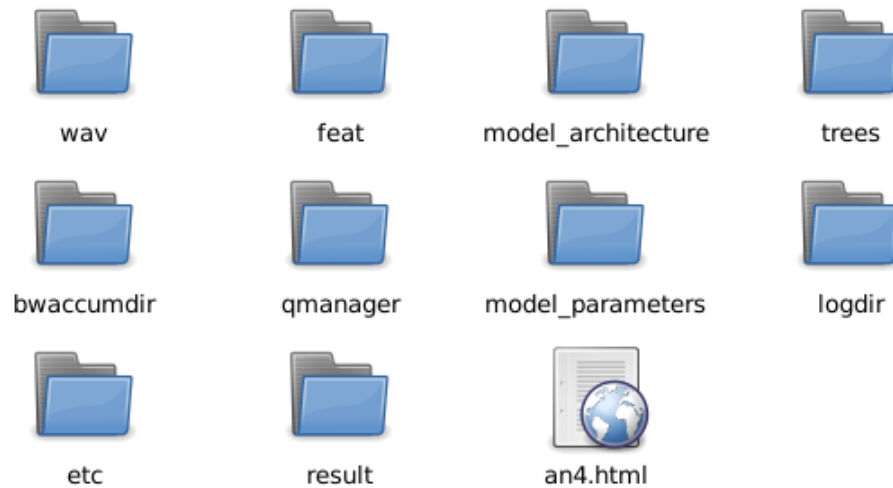 wav
feat
model_architecture
trees
bwaccumdir
qmanager
model_parameters
logdir
etc
result
an4.html